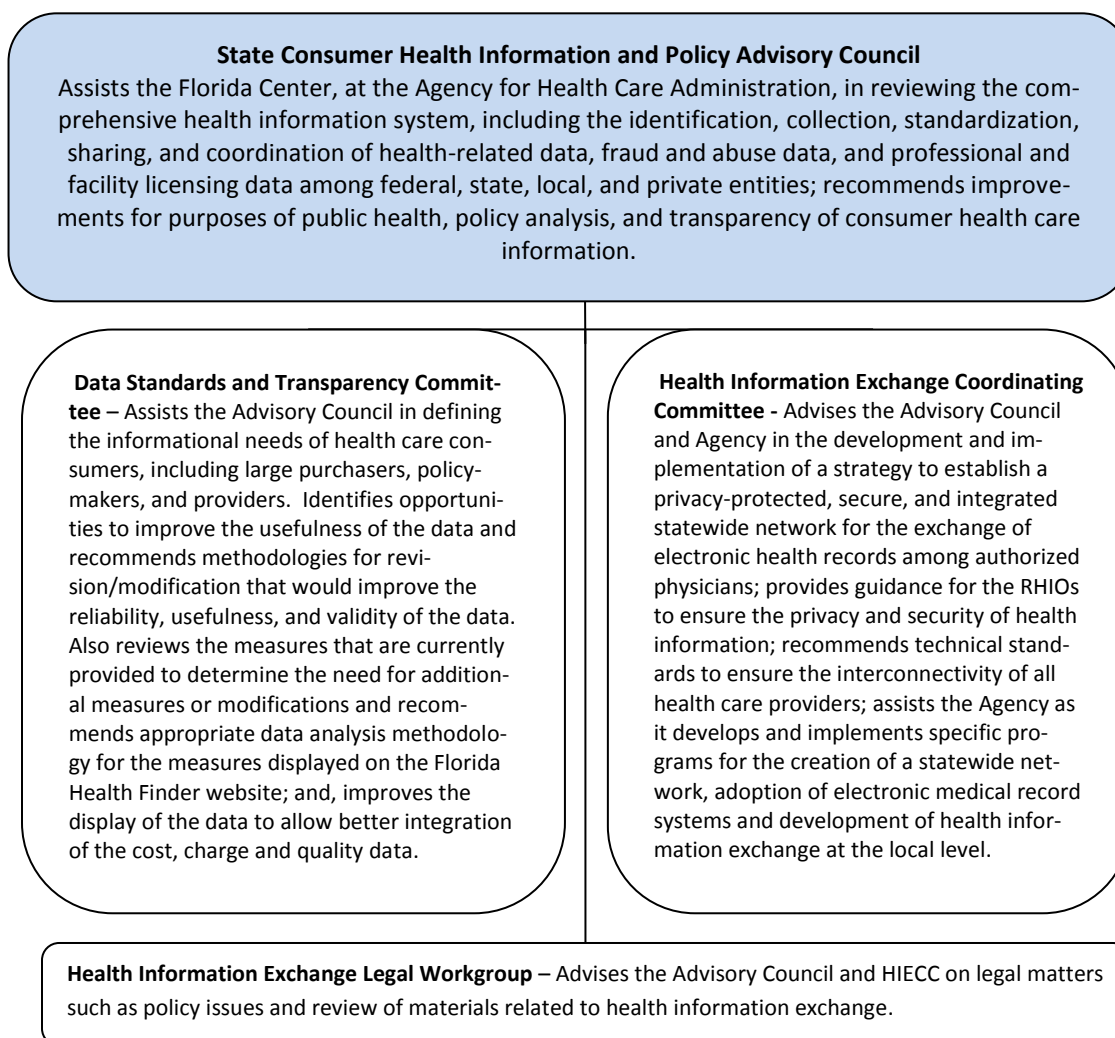 State Consumer Health Information and Policy Advisory Council
Assists the Florida Center, at the Agency for Health Care Administration, in reviewing the com-
prehensive health information system, including the identification, collection, standardization,
sharing, and coordination of health-related data, fraud and abuse data, and professional and
facility licensing data among federal, state, local, and private entities; recommends improve-
ments for purposes of public health, policy analysis, and transparency of consumer health care
information.
Data Standards and Transparency Commit-
tee – Assists the Advisory Council in defining
the informational needs of health care con-
sumers, including large purchasers, policy-
makers, and providers.  Identifies opportuni-
ties to improve the usefulness of the data and
recommends methodologies for revi-
sion/modification that would improve the
reliability, usefulness, and validity of the data.
Also reviews the measures that are currently
provided to determine the need for addition-
al measures or modifications and recom-
mends appropriate data analysis methodolo-
gy for the measures displayed on the Florida
Health Finder website; and, improves the
display of the data to allow better integration
of the cost, charge and quality data.
Health Information Exchange Coordinating
Committee - Advises the Advisory Council
and Agency in the development and im-
plementation of a strategy to establish a
privacy-protected, secure, and integrated
statewide network for the exchange of
electronic health records among authorized
physicians; provides guidance for the RHIOs
to ensure the privacy and security of health
information; recommends technical stand-
ards to ensure the interconnectivity of all
health care providers; assists the Agency as
it develops and implements specific pro-
grams for the creation of a statewide net-
work, adoption of electronic medical record
systems and development of health infor-
mation exchange at the local level.
Health Information Exchange Legal Workgroup – Advises the Advisory Council and HIECC on legal matters
such as policy issues and review of materials related to health information exchange.